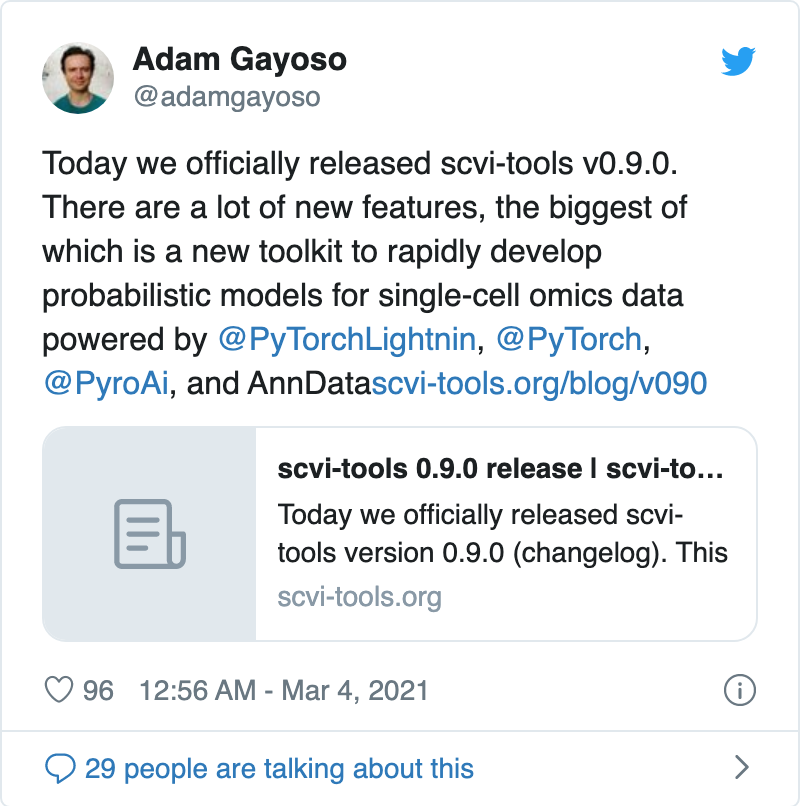 Adam Gayoso
@adamgayoso
Today we officially released scvi-tools v0.9.0.
There are a lot of new features, the biggest of
which is a new toolkit to rapidly develop
probabilistic models for single-cell omics data
powered by @PyTorchLightnin, @PyTorch,
@PyroAi, and AnnDatascvi-tools.org/blog/v090
scvi-tools 0.9.0 release | scvi-to...
Today we officially released scvi-
tools version 0.9.0 (changelog). This
scvi-tools.org
96 12:56 AM - Mar 4, 2021
29 people are talking about this